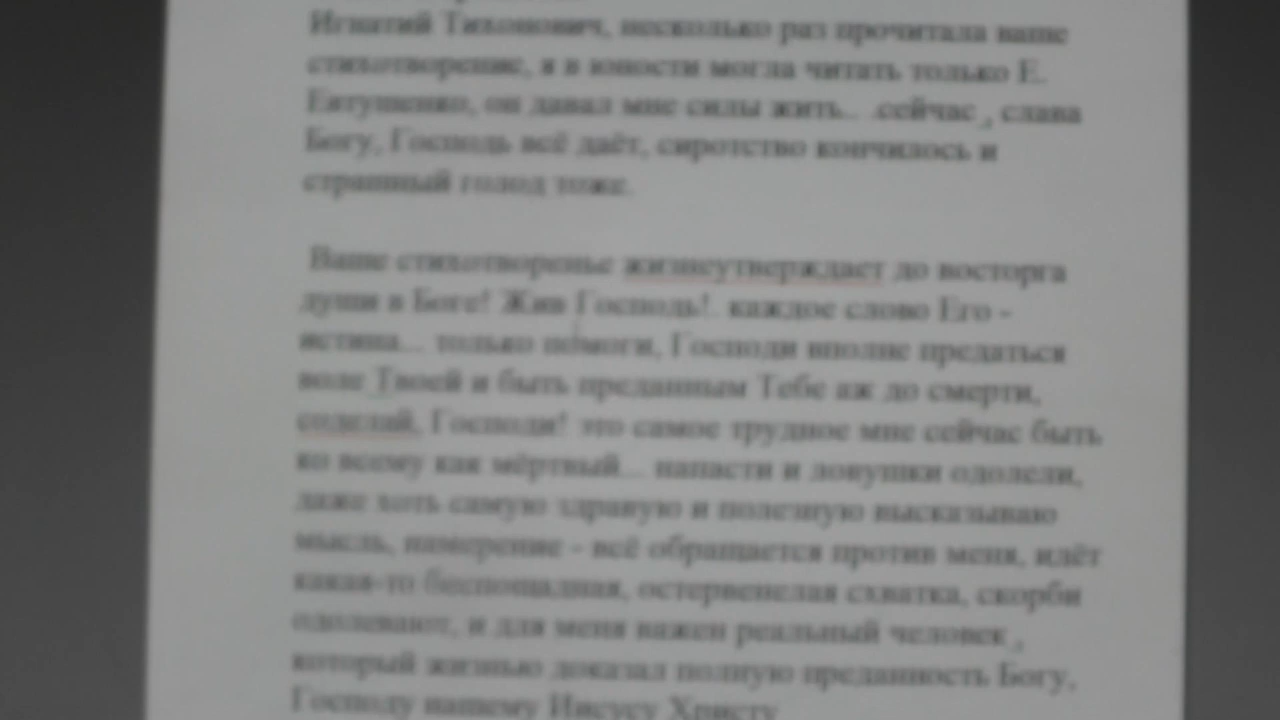 Игнатий Тихонович, несколько раз прочитала ваше
стихотворение, я в юности могла читать только Е.
Евтушенко, он давал мне силы жить.. .сейчас , слава
Богу, Господь всё даёт, сиротство кончилось и
странный голод тоже.
Ваше стихотворенье жизнеутверждает до восторга
души в Боге! Жив Господь!. каждое слово Его -
истина... только помоги, Господи вполне предаться
воле Твоей и быть преданным Тебе аж до смерти,
соделай, Господи! это самое трудное мне сейчас быть
ко всему как мёртвый... напасти и ловушки одолели,
даже хоть самую здравую и полезную высказываю
мысль, намерение - всё обращается против меня, идёт
какая-то беспощадная, остервенелая схватка, скорби
одолевают, и для меня важен реальный человек ,
который жизнью доказал полную преданность Богу,
Господу нашему Иисусу Христу